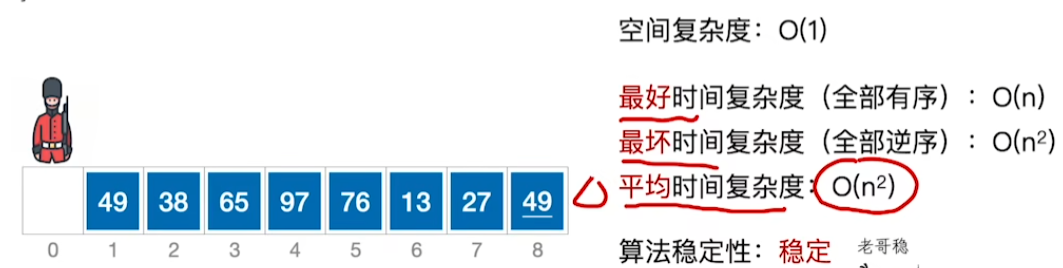 空间复杂度：O(1)
最好时间复杂度（全部有序）：O(n)
最坏时间复杂度（全部逆序）：O(n²)
平均时间复杂度：O(n²)
算法稳定性：稳定 老哥稳
49 38 65 97 76 13 27 49
0 1 2 3 4 5 6 7 8